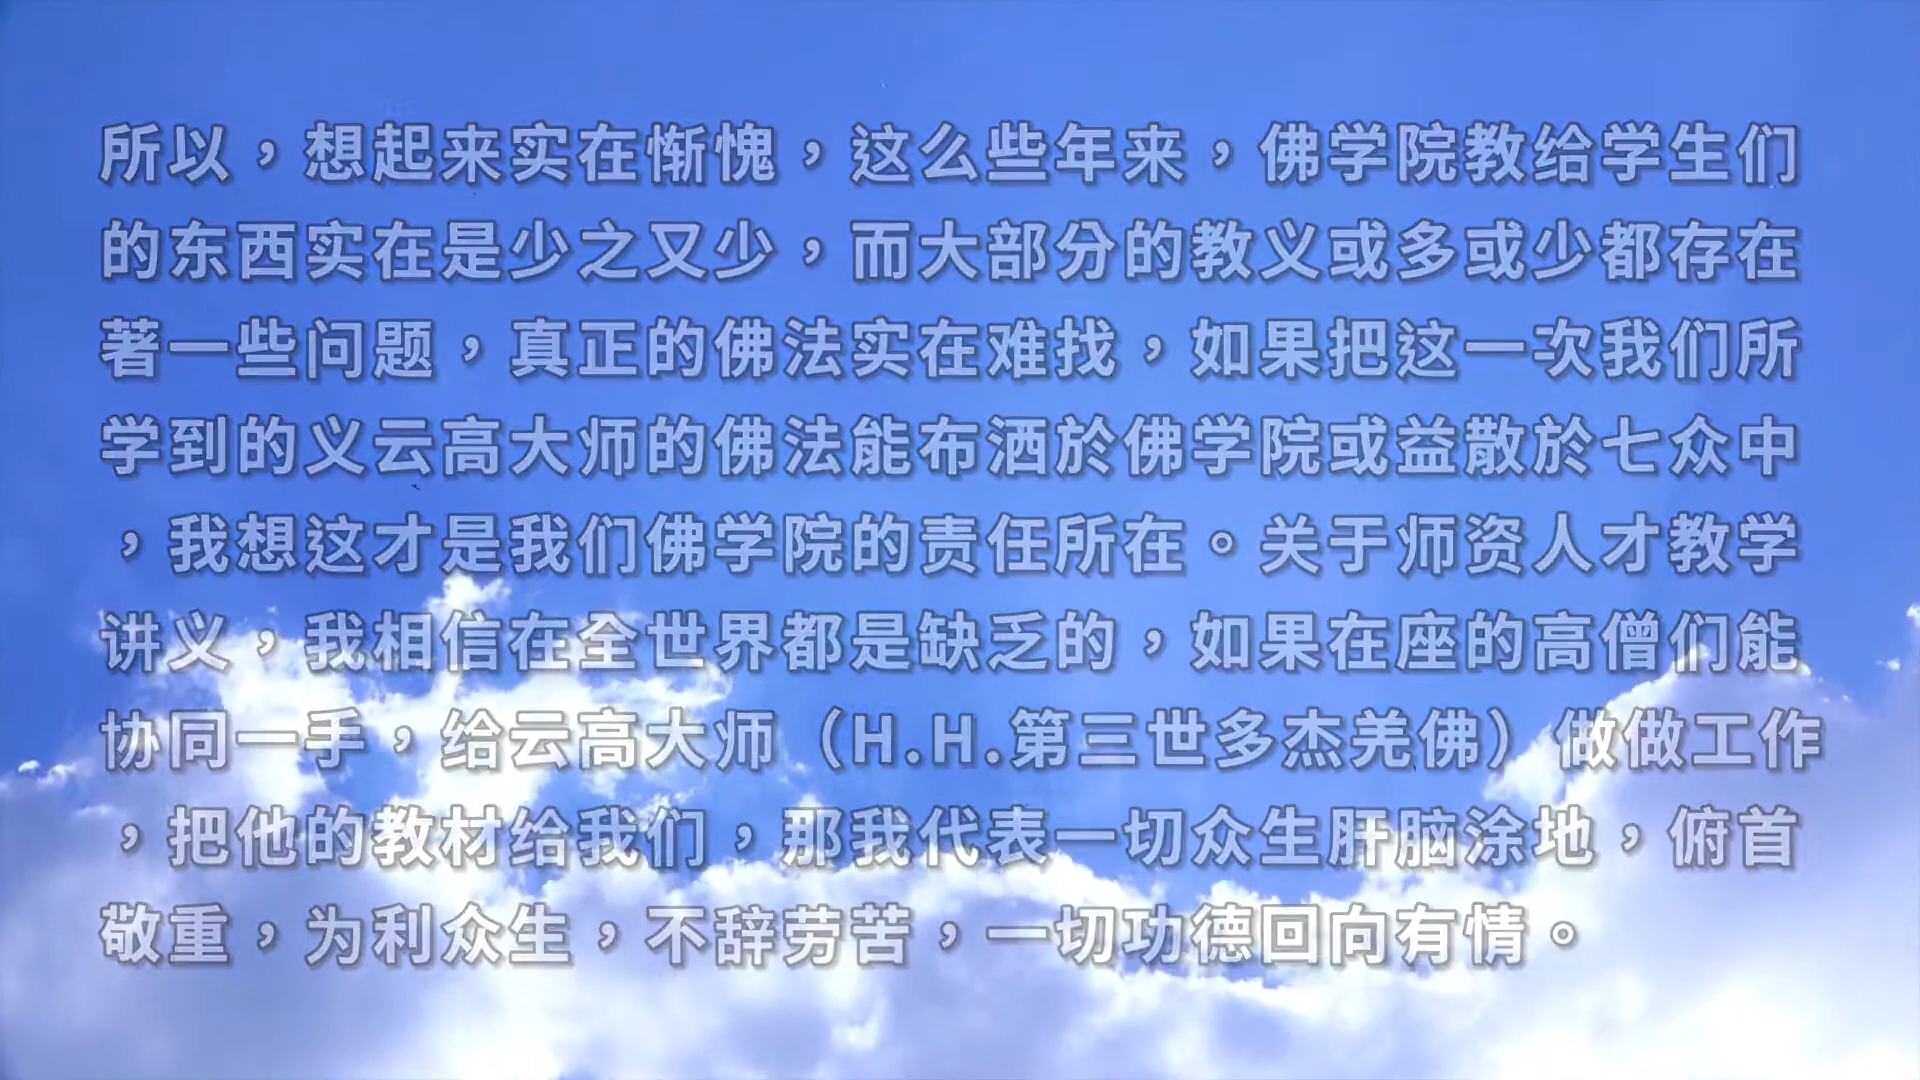 所以，想起来实在惭愧，这么些年来，佛学院教给学生们
的东西实在是少之又少，而大部分的教义或多或少都存在
著一些问题，真正的佛法实在难找，如果把这一次我们所
学到的义云高大师的佛法能布洒於佛学院或益散於七众中
，我想这才是我们佛学院的责任所在。关于师资人才教学
讲义，我相信在全世界都是缺乏的，如果在座的高僧们能
协同一手，给云高大师（H.H.第三世多杰羌佛）做做工作
，把他的教材给我们，那我代表一切众生肝脑涂地，俯首
敬重，为利众生，不辞劳苦，一切功德回向有情。